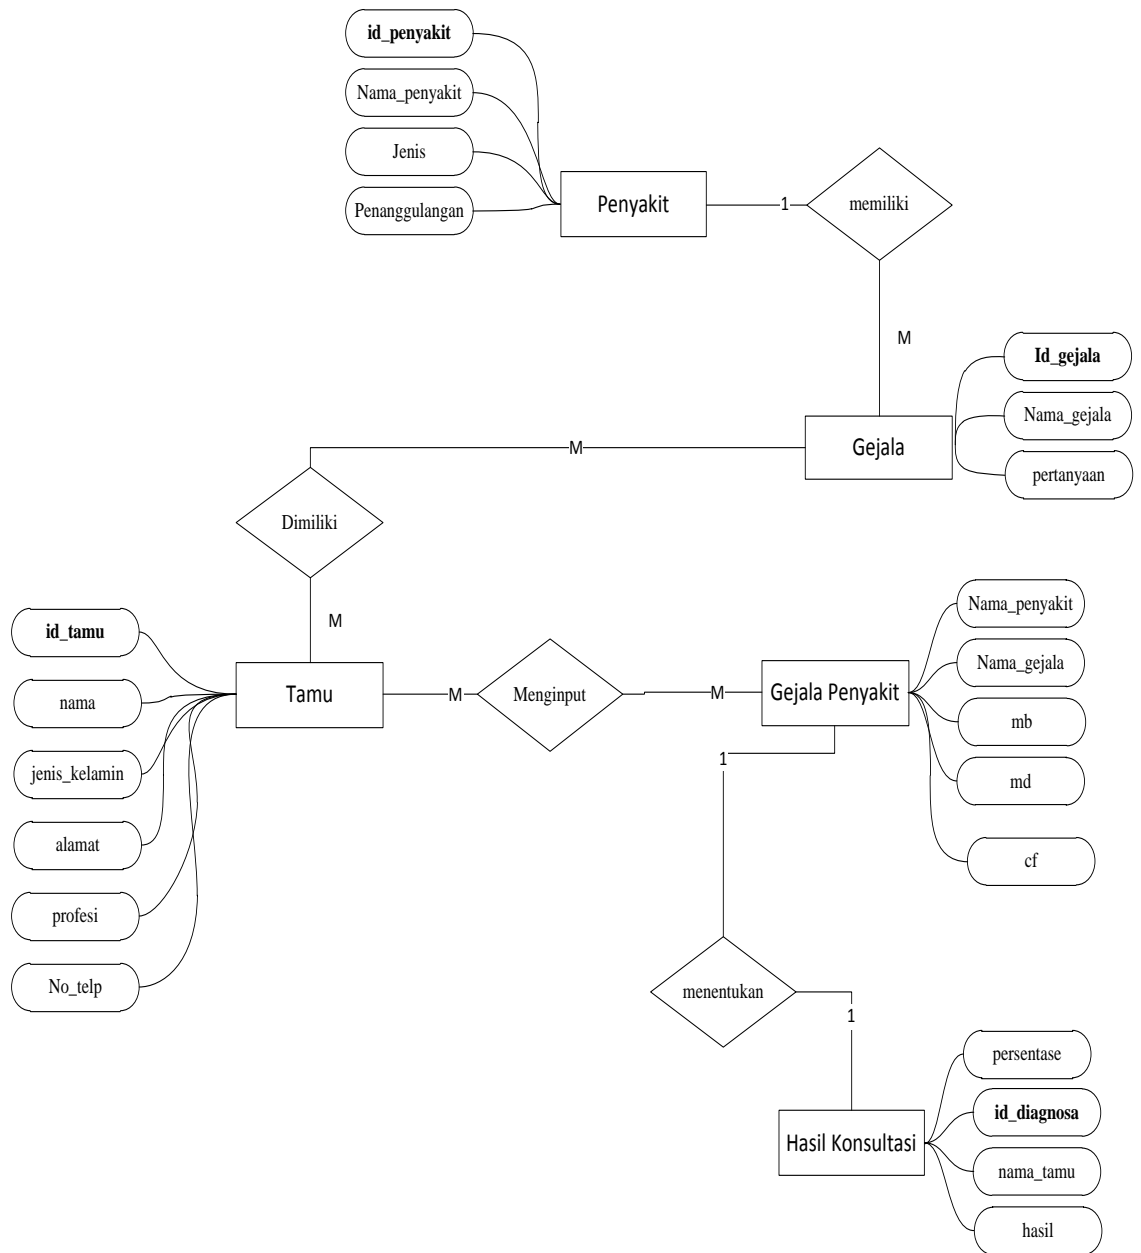 id_penyakit
Nama_penyakit
Jenis
Penanggulangan
Penyakit
1
memiliki
M
Id_gejala
Nama_gejala
pertanyaan
Gejala
M
Dimiliki
M
id_tamu
nama
jenis_kelamin
alamat
profesi
No_telp
Tamu
M
Menginput
M
Gejala Penyakit
Nama_penyakit
Nama_gejala
mb
md
cf
1
menentukan
1
Hasil Konsultasi
persentase
id_diagnosa
nama_tamu
hasil